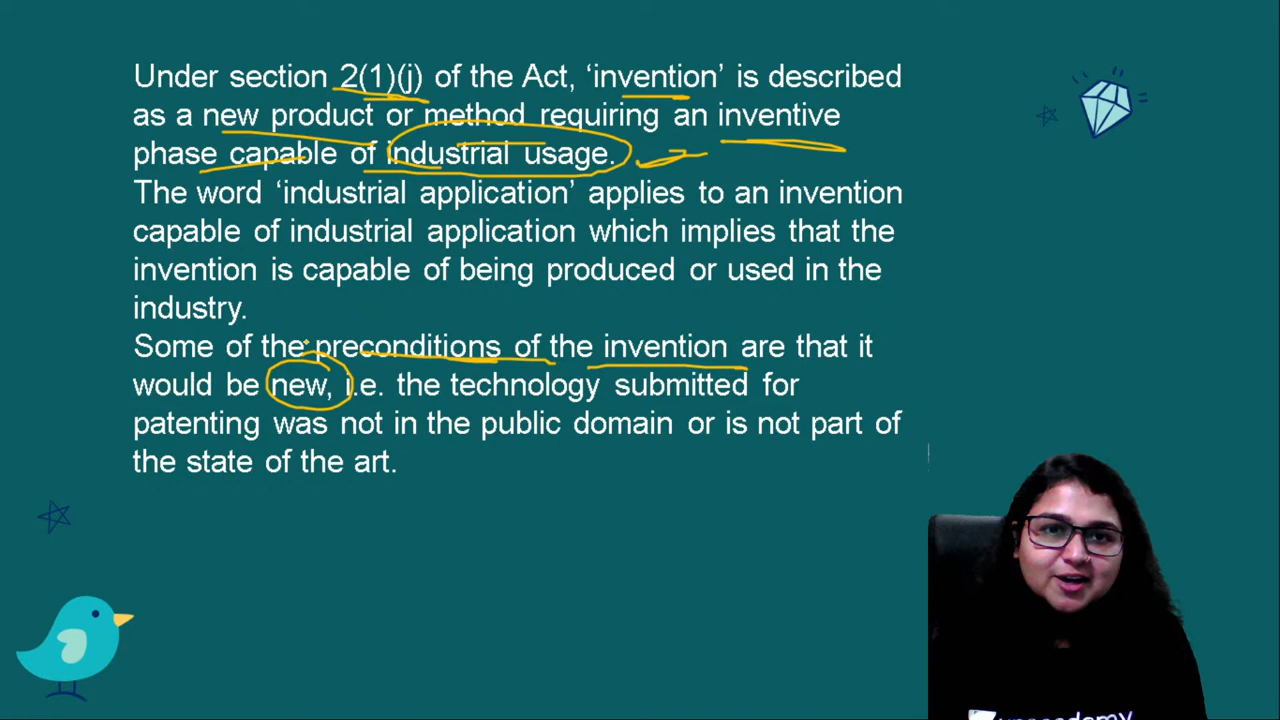 Under section 2(1)(j) of the Act, ‘invention’ is described
as a new product or method requiring an inventive
phase capable of industrial usage.
The word ‘industrial application’ applies to an invention
capable of industrial application which implies that the
invention is capable of being produced or used in the
industry.
Some of the preconditions of the invention are that it
would be new, i.e. the technology submitted for
patenting was not in the public domain or is not part of
the state of the art.